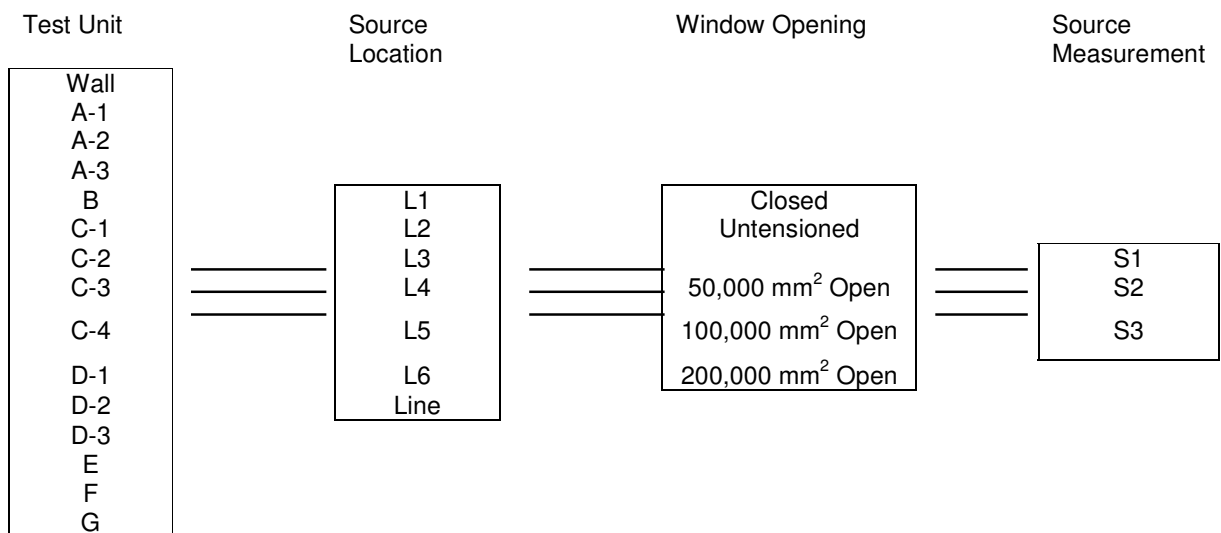 Test Unit
Source
Location
Window Opening
Source
Measurement
Wall
A-1
A-2
A-3
B
C-1
C-2
C-3
C-4
D-1
D-2
D-3
E
F
G
L1
L2
L3
L4
L5
L6
Line
Closed
Untensioned
50,000 mm² Open
100,000 mm² Open
200,000 mm² Open
S1
S2
S3